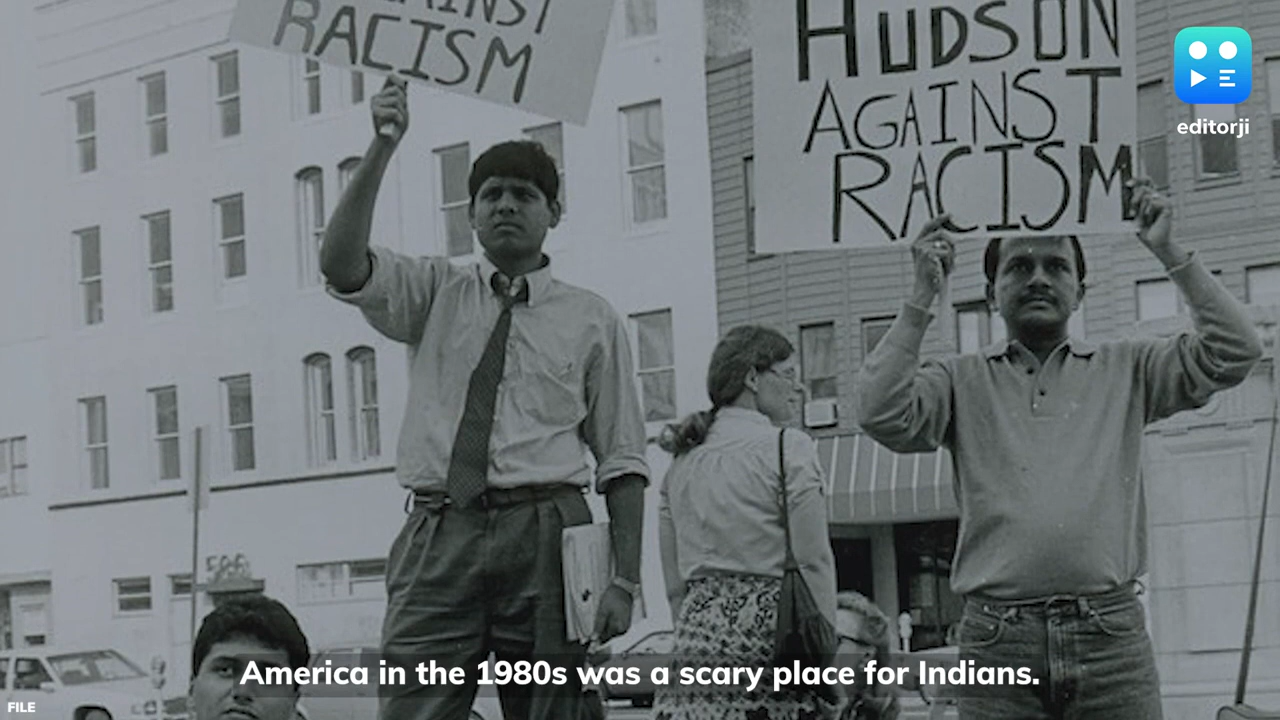 RACISM
HUDSON
AGAINST
RACISM
editorji
America in the 1980s was a scary place for Indians.
FILE